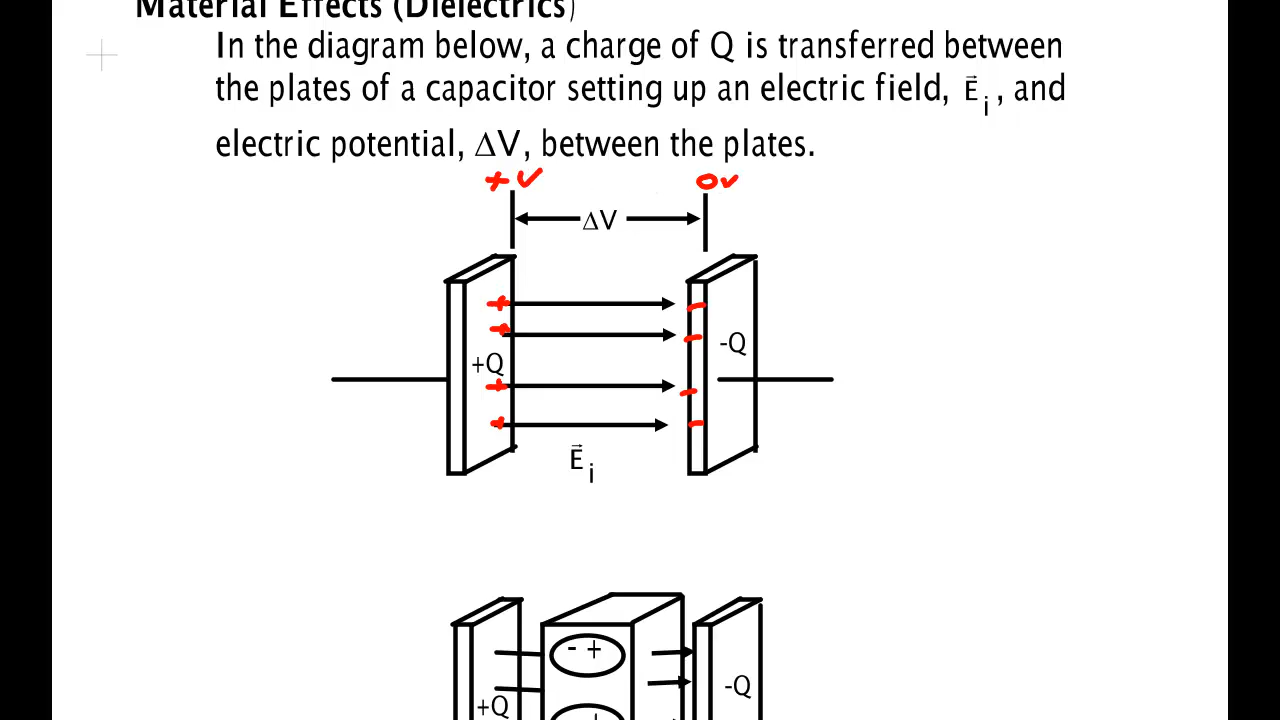 Material Effects (Dielectrics)
In the diagram below, a charge of Q is transferred between
the plates of a capacitor setting up an electric field, E⃗ i , and
electric potential, ΔV, between the plates.
+ V 0 v
ΔV
+ -
+ -
+Q -Q
+ -
+ -
E⃗ i
- +
+Q -Q
+